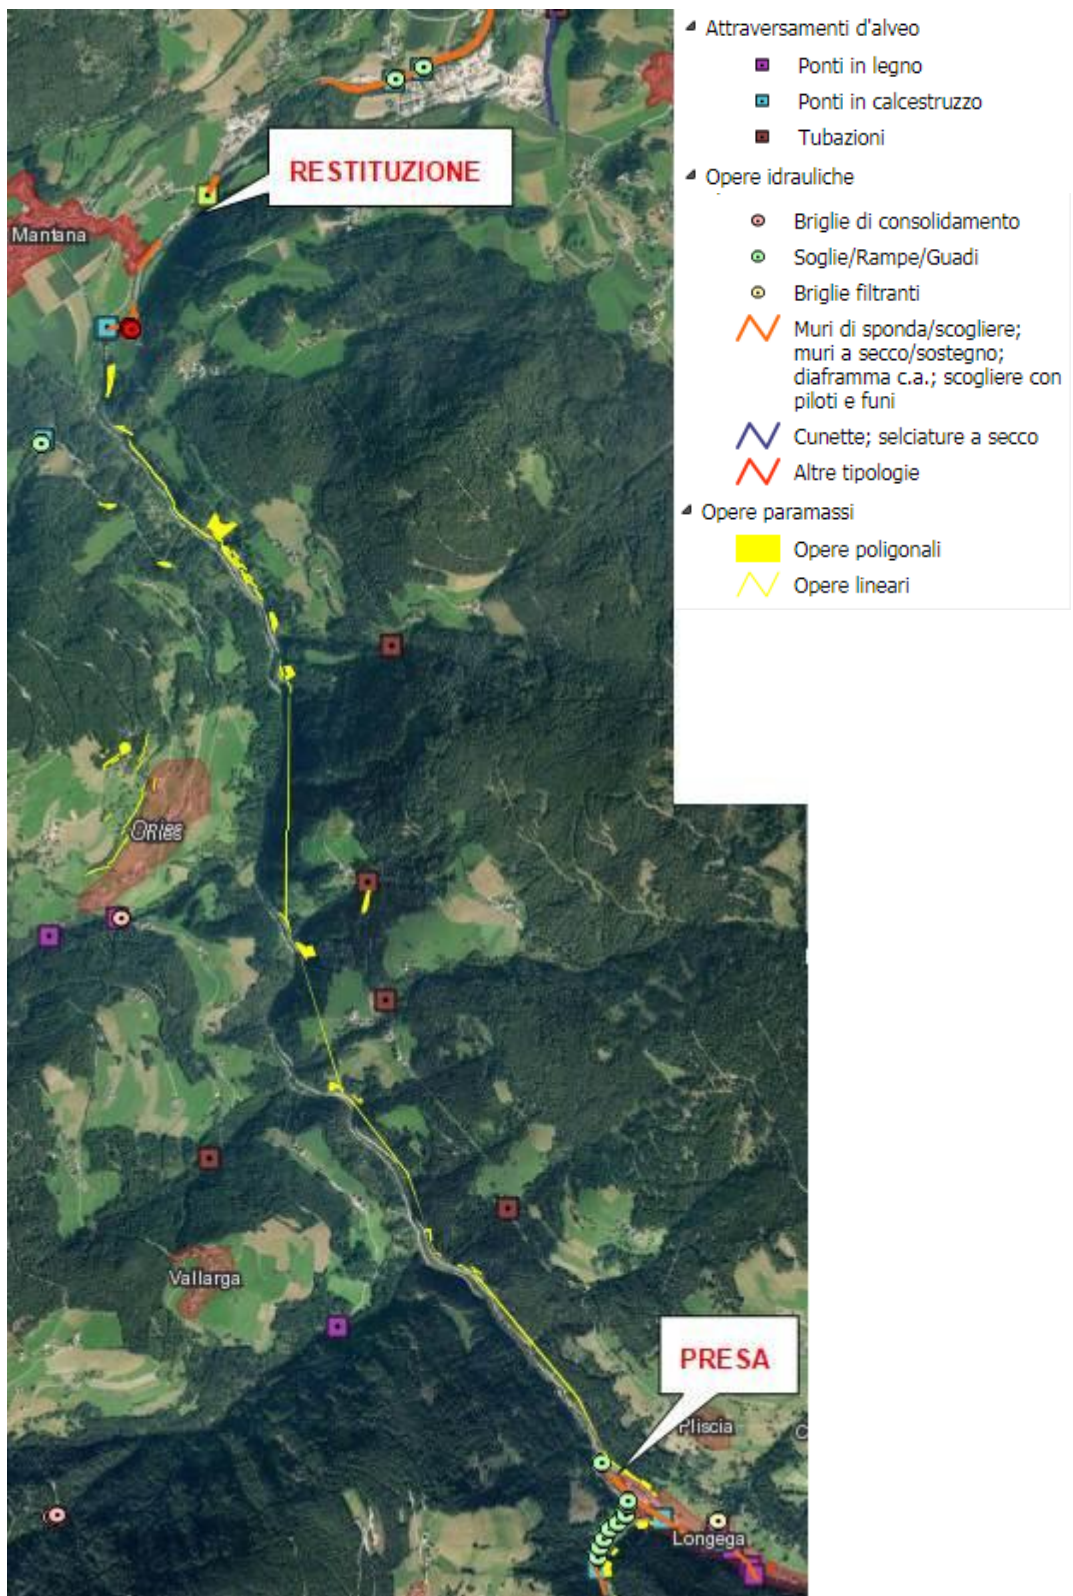 Attraversamenti d'alveo
Ponti in legno
Ponti in calcestruzzo
Tubazioni
Opere idrauliche
Briglie di consolidamento
Soglie/Rampe/Guadi
Briglie filtranti
Muri di sponda/scogliere;
muri a secco/sostegno;
diaframma c.a.; scogliere con
piloti e funi
Cunette; selciature a secco
Altre tipologie
Opere paramassi
Opere poligonali
Opere lineari
RESTITUZIONE
Mantana
Onies
Vallarga
PRESA
Pliscia
C
Longega